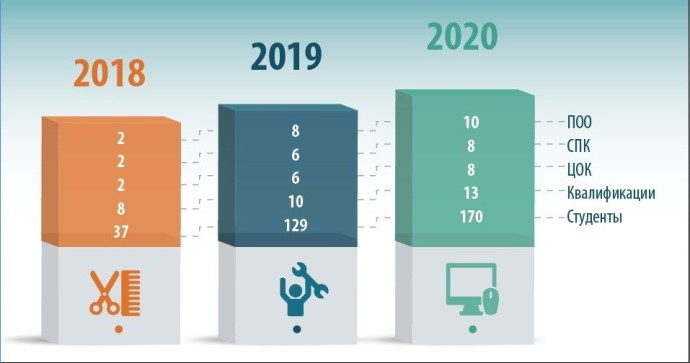 2018
2019
2020
2 8 10 ПОО
2 6 8 СПК
2 6 8 ЦОК
8 10 13 Квалификации
37 129 170 Студенты